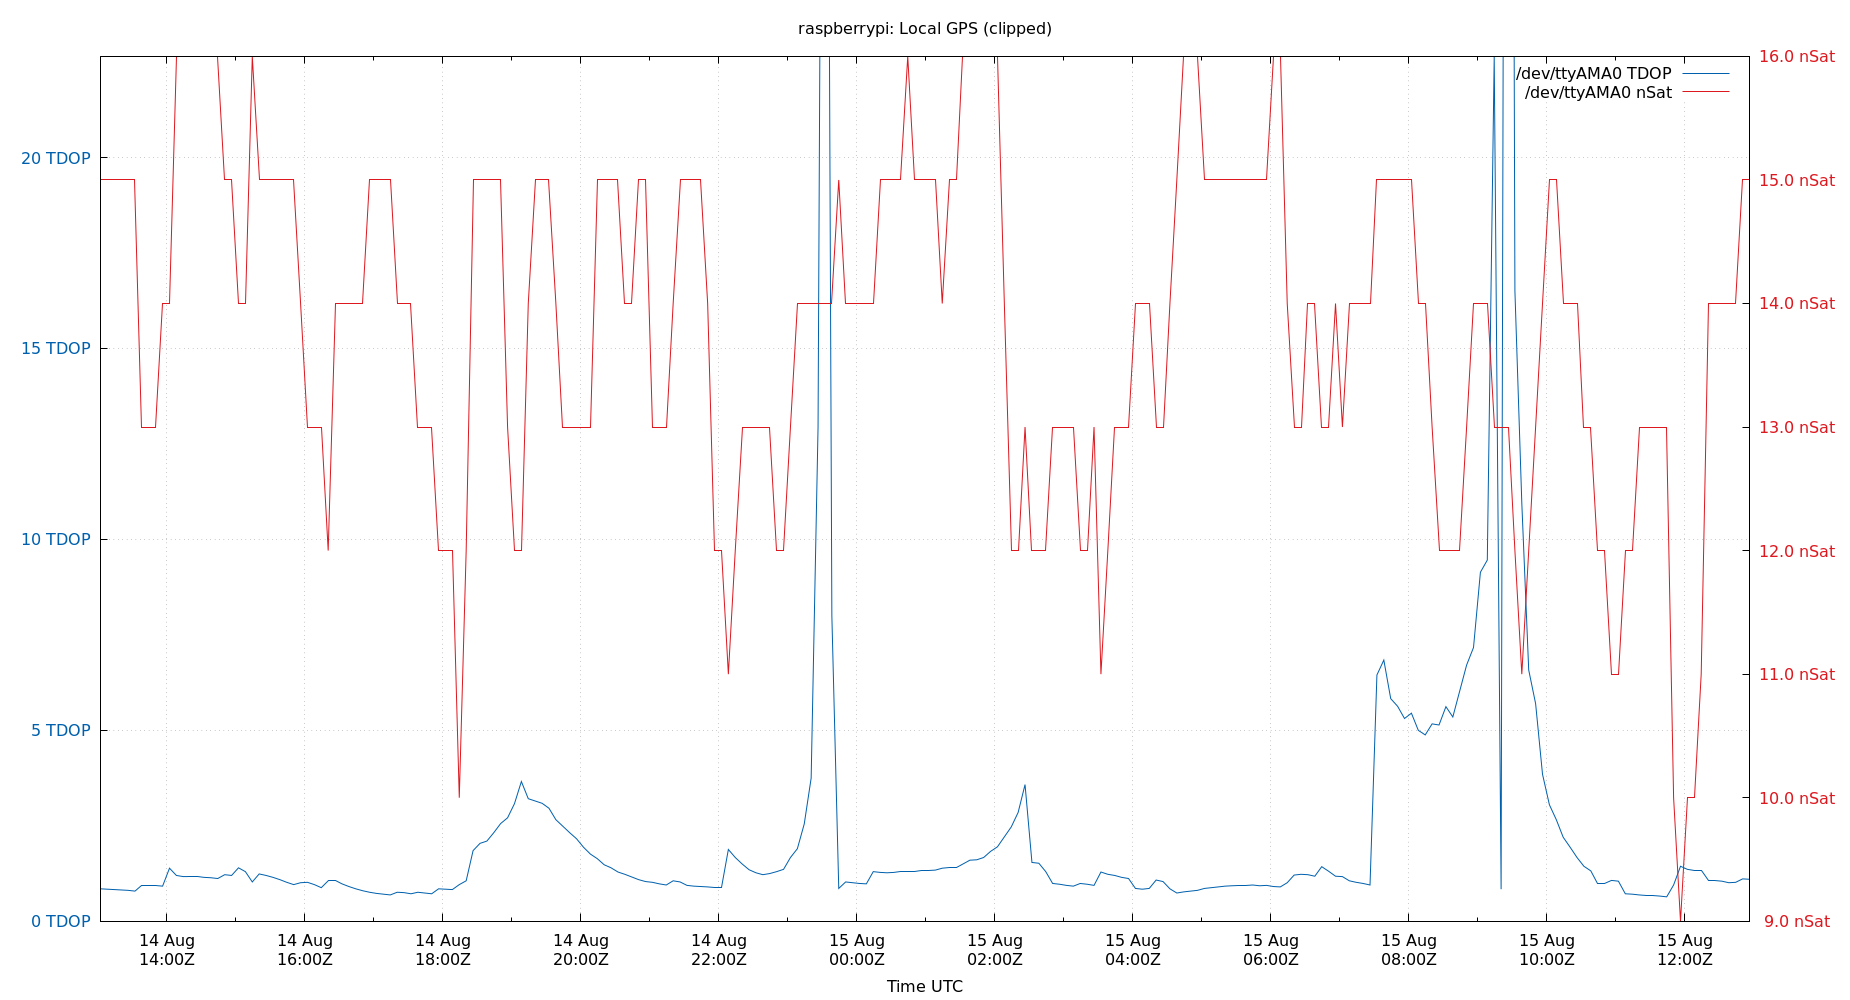 raspberrypi: Local GPS (clipped)
/dev/ttyAMA0 TDOP
/dev/ttyAMA0 nSat
20 TDOP
15 TDOP
10 TDOP
5 TDOP
0 TDOP
16.0 nSat
15.0 nSat
14.0 nSat
13.0 nSat
12.0 nSat
11.0 nSat
10.0 nSat
9.0 nSat
14 Aug
14:00Z
14 Aug
16:00Z
14 Aug
18:00Z
14 Aug
20:00Z
14 Aug
22:00Z
15 Aug
00:00Z
15 Aug
02:00Z
15 Aug
04:00Z
15 Aug
06:00Z
15 Aug
08:00Z
15 Aug
10:00Z
15 Aug
12:00Z
Time UTC